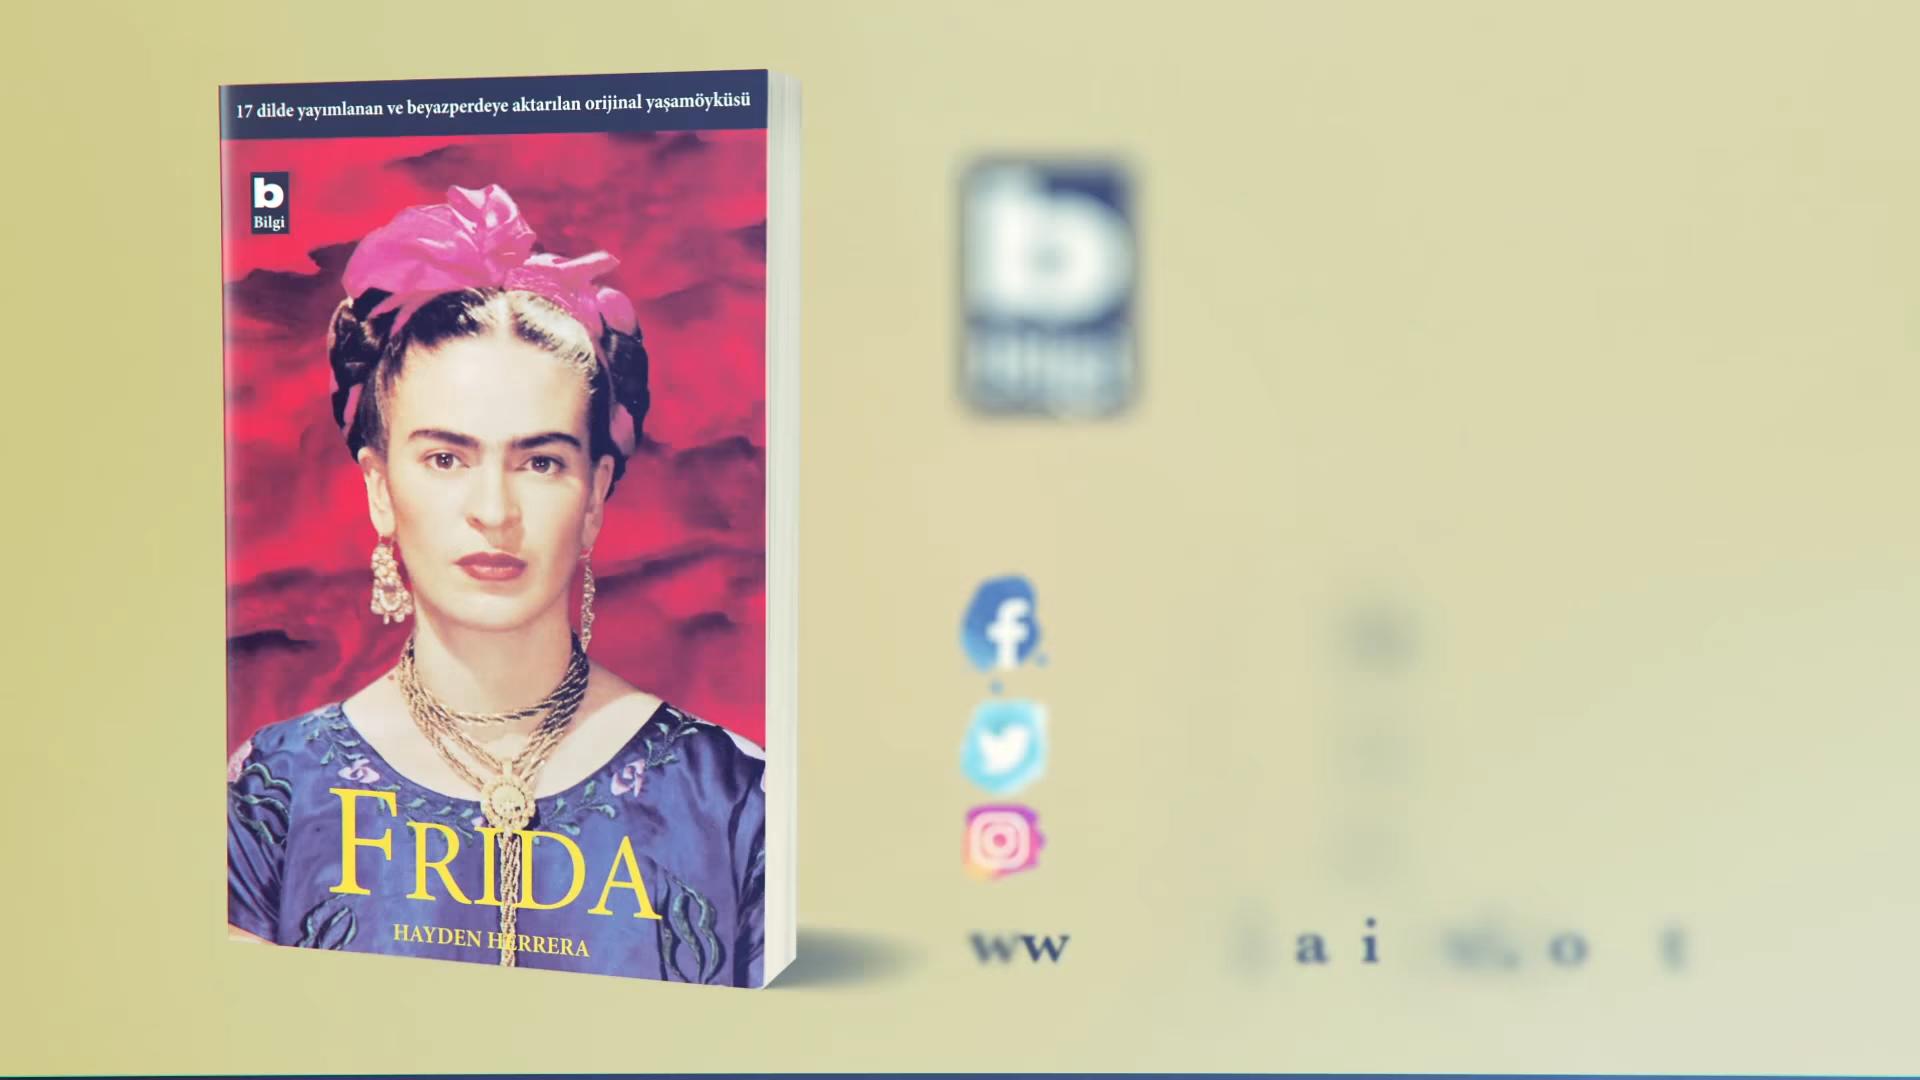 17 dilde yayımlanan ve beyazperdeye aktarılan orijinal yaşamöyküsü
b
Bilgi
FRIDA
HAYDEN HERRERA
b